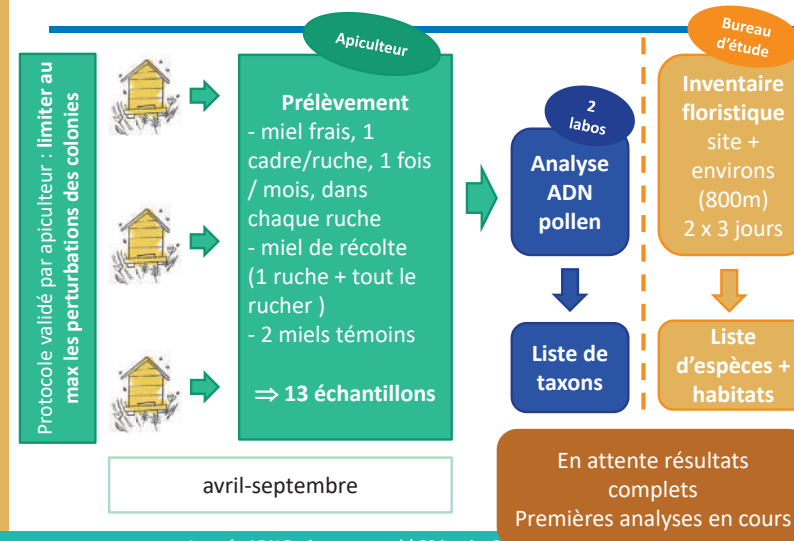 Protocole validé par apiculteur : limiter au
max les perturbations des colonies
Apiculteur
Prélèvement
- miel frais, 1
cadre/ruche, 1 fois
/ mois, dans
chaque ruche
- miel de récolte
(1 ruche + tout le
rucher )
- 2 miels témoins
⇒ 13 échantillons
avril-septembre
2
labos
Analyse
ADN
pollen
Liste de
taxons
Bureau
d’étude
Inventaire
floristique
site +
environs
(800m)
2 x 3 jours
Liste
d’espèces +
habitats
En attente résultats
complets
Premières analyses en cours